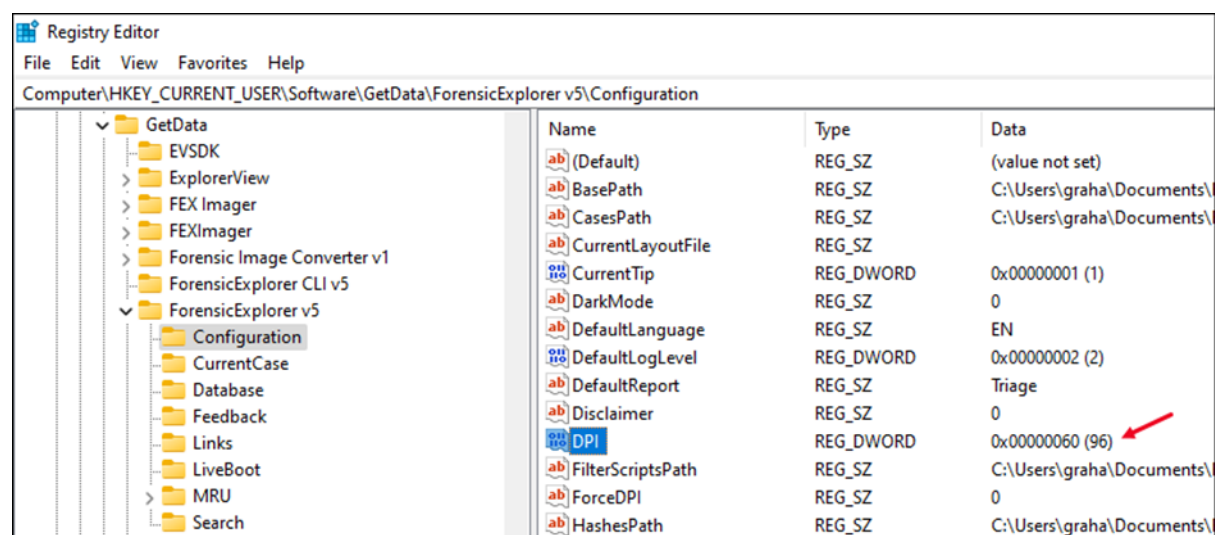 Registry Editor
File Edit View Favorites Help
Computer\HKEY_CURRENT_USER\Software\GetData\ForensicExplorer v5\Configuration
GetData
EVSDK
ExplorerView
FEX Imager
FEXImager
Forensic Image Converter v1
ForensicExplorer CLI v5
ForensicExplorer v5
Configuration
CurrentCase
Database
Feedback
Links
LiveBoot
MRU
Search
Name Type Data
(Default) REG_SZ (value not set)
BasePath REG_SZ C:\Users\graha\Documents\
CasesPath REG_SZ C:\Users\graha\Documents\
CurrentLayoutFile REG_SZ
CurrentTip REG_DWORD 0x00000001 (1)
DarkMode REG_SZ 0
DefaultLanguage REG_SZ EN
DefaultLogLevel REG_DWORD 0x00000002 (2)
DefaultReport REG_SZ Triage
Disclaimer REG_SZ 0
DPI REG_DWORD 0x00000060 (96)
FilterScriptsPath REG_SZ C:\Users\graha\Documents\
ForceDPI REG_SZ 0
HashesPath REG_SZ C:\Users\graha\Documents\